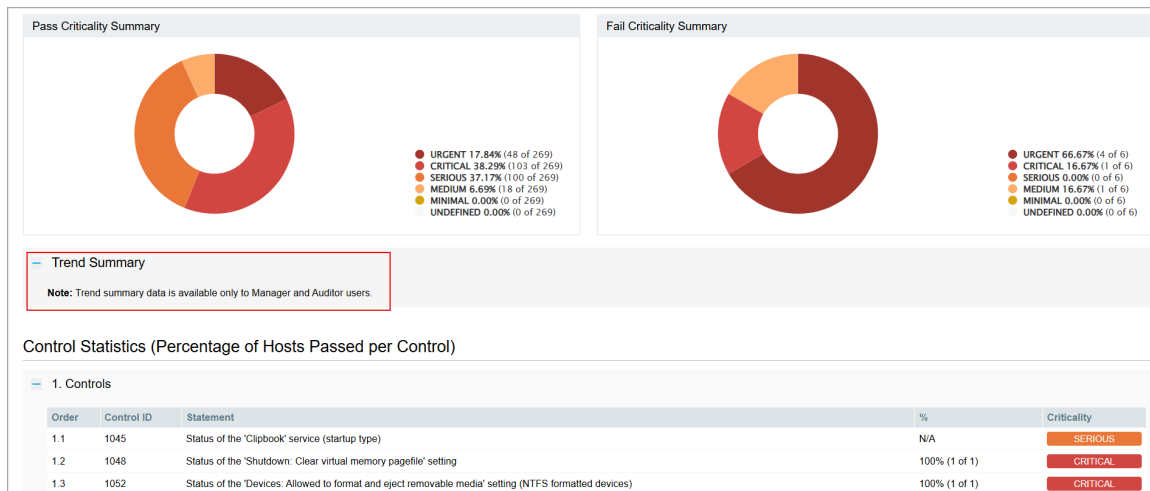 Pass Criticality Summary
URGENT 17.84% (48 of 269)
CRITICAL 38.29% (103 of 269)
SERIOUS 37.17% (100 of 269)
MEDIUM 6.69% (18 of 269)
MINIMAL 0.00% (0 of 269)
UNDEFINED 0.00% (0 of 269)
Fail Criticality Summary
URGENT 66.67% (4 of 6)
CRITICAL 16.67% (1 of 6)
SERIOUS 0.00% (0 of 6)
MEDIUM 16.67% (1 of 6)
MINIMAL 0.00% (0 of 6)
UNDEFINED 0.00% (0 of 6)
Trend Summary
Note: Trend summary data is available only to Manager and Auditor users.
Control Statistics (Percentage of Hosts Passed per Control)
1. Controls
Order Control ID Statement % Criticality
1.1 1045 Status of the 'Clipbook' service (startup type) N/A SERIOUS
1.2 1048 Status of the 'Shutdown: Clear virtual memory pagefile' setting 100% (1 of 1) CRITICAL
1.3 1052 Status of the 'Devices: Allowed to format and eject removable media' setting (NTFS formatted devices) 100% (1 of 1) CRITICAL